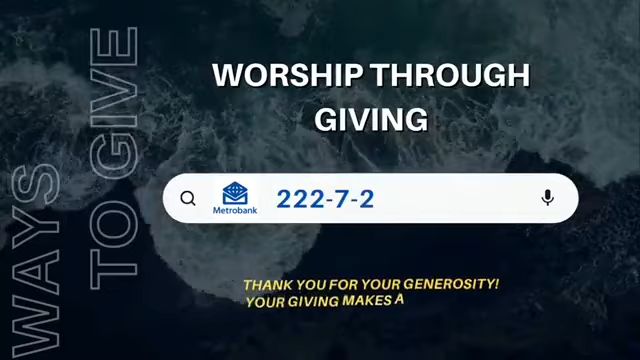 WAYS
TO GIVE
WORSHIP THROUGH
GIVING
Metrobank
222-7-2
THANK YOU FOR YOUR GENEROSITY!
YOUR GIVING MAKES A